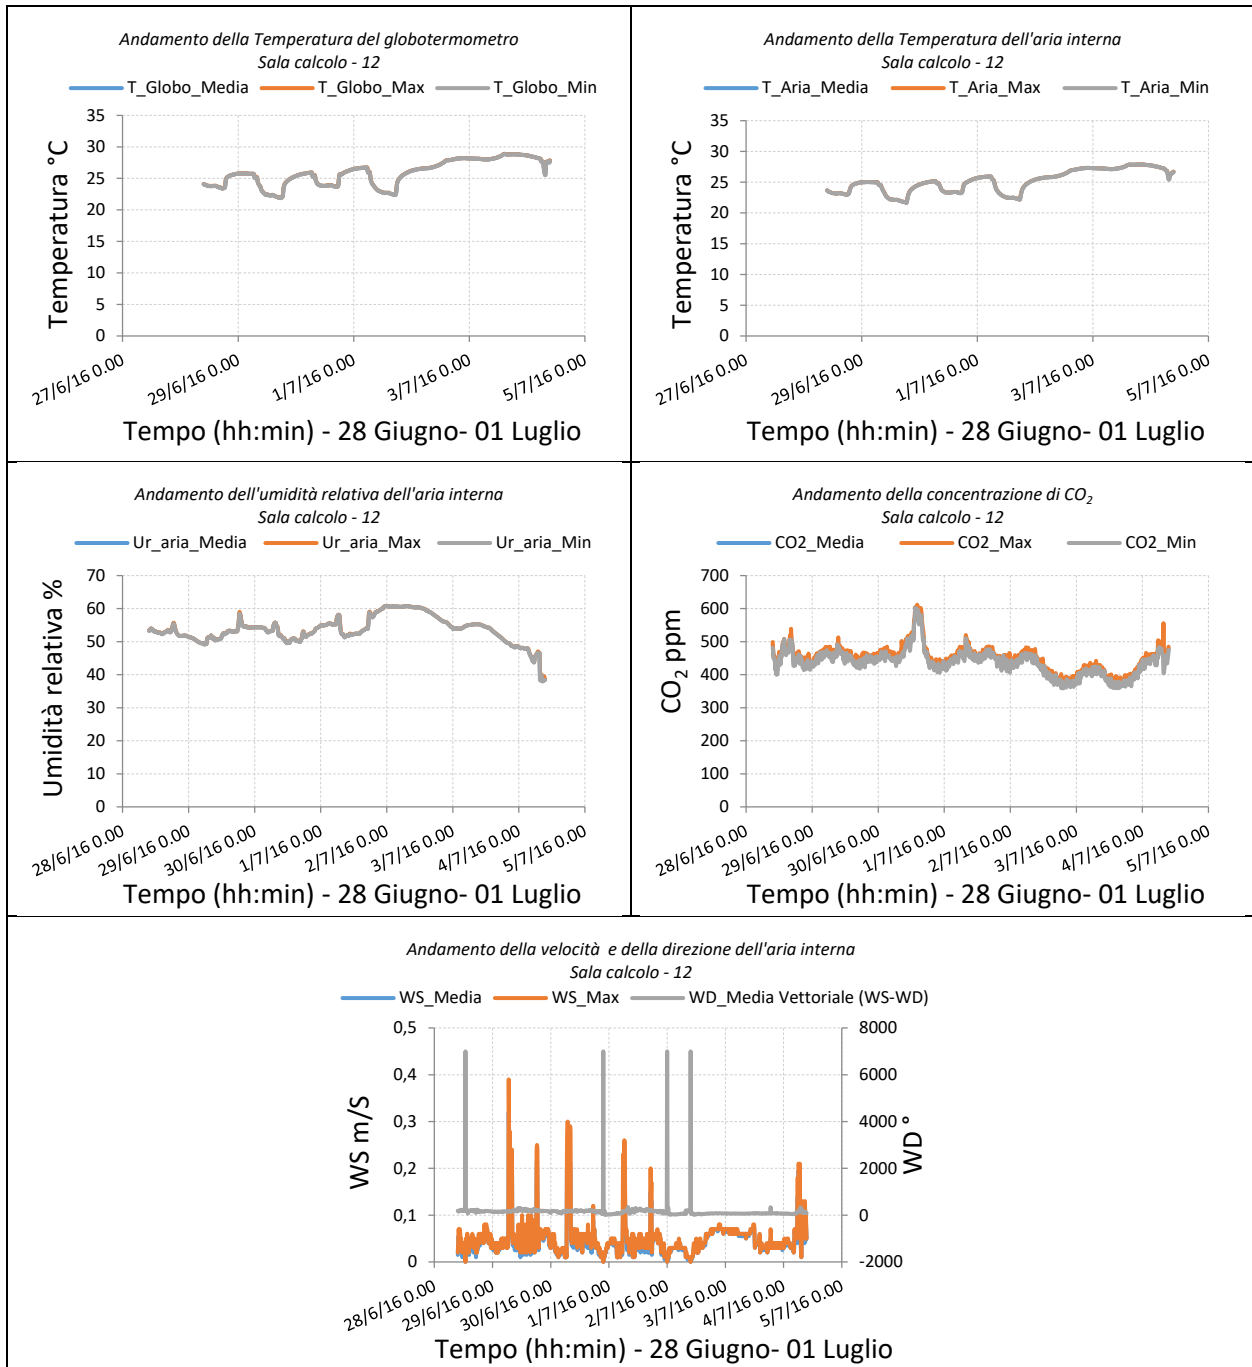 Andamento della Temperatura del globotermometro
Sala calcolo - 12
T_Globo_Media T_Globo_Max T_Globo_Min
35
30
25
20
15
10
5
0
Temperatura °C
27/6/16 0.00 29/6/16 0.00 1/7/16 0.00 3/7/16 0.00 5/7/16 0.00
Tempo (hh:min) - 28 Giugno- 01 Luglio
Andamento della Temperatura dell'aria interna
Sala calcolo - 12
T_Aria_Media T_Aria_Max T_Aria_Min
35
30
25
20
15
10
5
0
Temperatura °C
27/6/16 0.00 29/6/16 0.00 1/7/16 0.00 3/7/16 0.00 5/7/16 0.00
Tempo (hh:min) - 28 Giugno- 01 Luglio
Andamento dell'umidità relativa dell'aria interna
Sala calcolo - 12
Ur_aria_Media Ur_aria_Max Ur_aria_Min
70
60
50
40
30
20
10
0
Umidità relativa %
28/6/16 0.00 29/6/16 0.00 30/6/16 0.00 1/7/16 0.00 2/7/16 0.00 3/7/16 0.00 4/7/16 0.00 5/7/16 0.00
Tempo (hh:min) - 28 Giugno- 01 Luglio
Andamento della concentrazione di CO₂
Sala calcolo - 12
CO2_Media CO2_Max CO2_Min
700
600
500
400
300
200
100
0
CO₂ ppm
28/6/16 0.00 29/6/16 0.00 30/6/16 0.00 1/7/16 0.00 2/7/16 0.00 3/7/16 0.00 4/7/16 0.00 5/7/16 0.00
Tempo (hh:min) - 28 Giugno- 01 Luglio
Andamento della velocità e della direzione dell'aria interna
Sala calcolo - 12
WS_Media WS_Max WD_Media Vettoriale (WS-WD)
0,5
0,4
0,3
0,2
0,1
0
WS m/S
8000
6000
4000
2000
0
-2000
WD °
28/6/16 0.00 29/6/16 0.00 30/6/16 0.00 1/7/16 0.00 2/7/16 0.00 3/7/16 0.00 4/7/16 0.00 5/7/16 0.00
Tempo (hh:min) - 28 Giugno- 01 Luglio